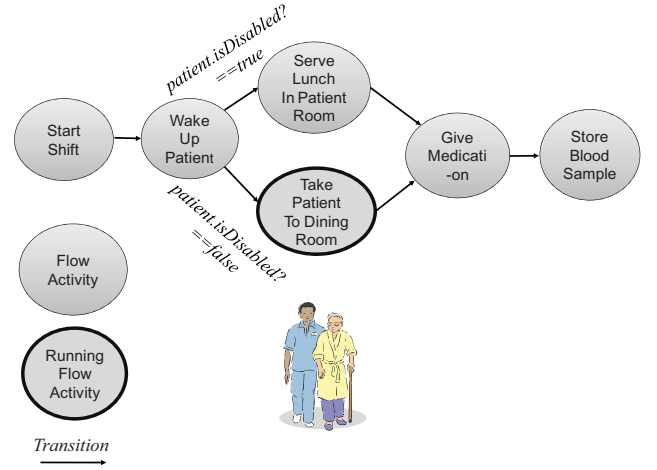 patient.isDisabled?
==true
Serve
Lunch
In Patient
Room
Start
Shift
Wake
Up
Patient
Give
Medicati
-on
Store
Blood
Sample
Take
Patient
To Dining
Room
patient.isDisabled?
==false
Flow
Activity
Running
Flow
Activity
Transition